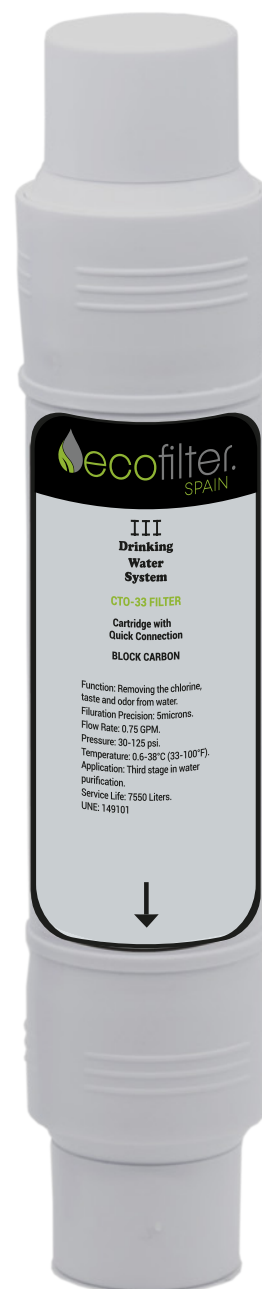 ecofilter.
SPAIN
III
Drinking
Water
System
CTO-33 FILTER
Cartridge with
Quick Connection
BLOCK CARBON
Function: Removing the chlorine,
taste and odor from water.
Filuration Precision: 5microns.
Flow Rate: 0.75 GPM.
Pressure: 30-125 psi.
Temperature: 0.6-38°C (33-100°F).
Application: Third stage in water
purification.
Service Life: 7550 Liters.
UNE: 149101